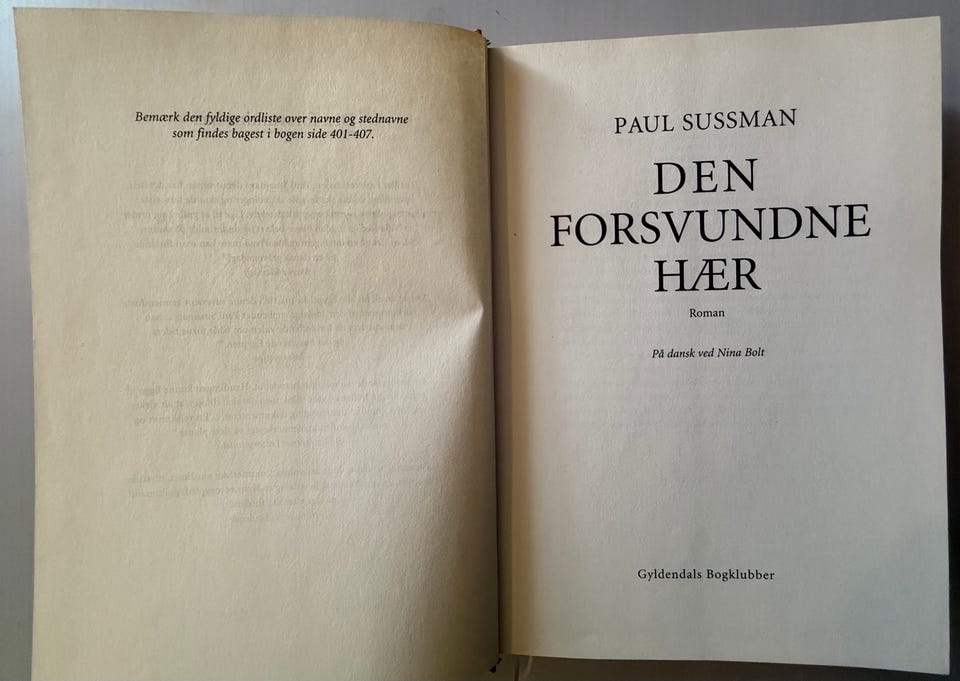 Bemærk den fyldige ordliste over navne og stednavne
som findes bagest i bogen side 401-407.
PAUL SUSSMAN
DEN
FORSVUNDNE
HÆR
Roman
På dansk ved Nina Bolt
Gyldendals Bogklubber